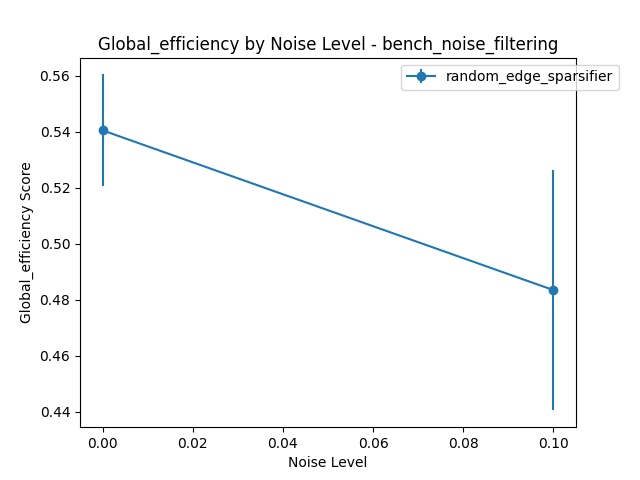 Global_efficiency by Noise Level - bench_noise_filtering
random_edge_sparsifier
Global_efficiency Score
0.56
0.54
0.52
0.50
0.48
0.46
0.44
0.00 0.02 0.04 0.06 0.08 0.10
Noise Level